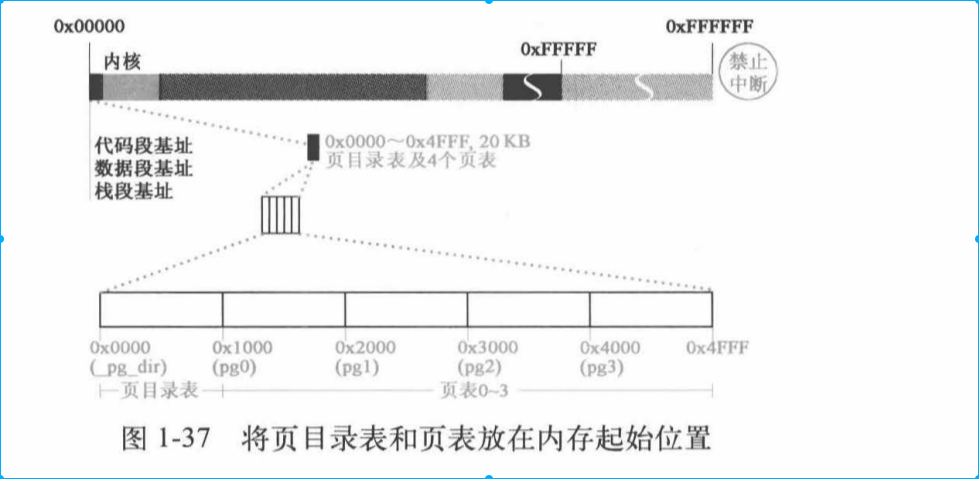 0x00000
0xFFFFFF
0xFFFFF
内核
禁止
中断
代码段基址
数据段基址
栈段基址
0x0000～0x4FFF, 20 KB
页目录表及4个页表
0x0000 0x1000 0x2000 0x3000 0x4000 0x4FFF
(_pg_dir) (pg0) (pg1) (pg2) (pg3)
页目录表 页表0~3
图 1-37 将页目录表和页表放在内存起始位置